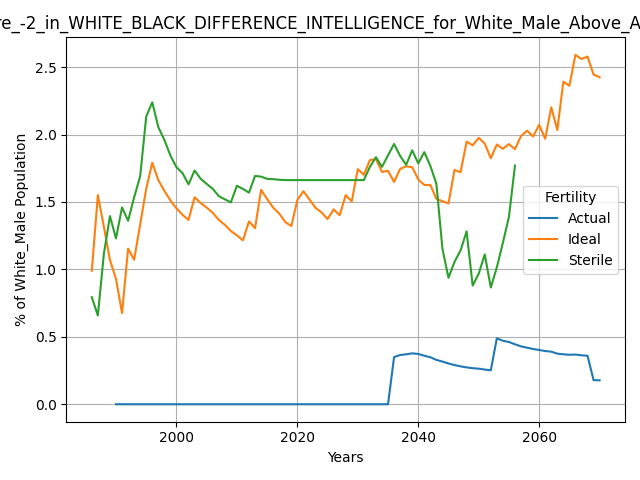 re_-2_in_WHITE_BLACK_DIFFERENCE_INTELLIGENCE_for_White_Male_Above_A
% of White_Male Population
2.5
2.0
1.5
1.0
0.5
0.0
Fertility
Actual
Ideal
Sterile
2000 2020 2040 2060
Years